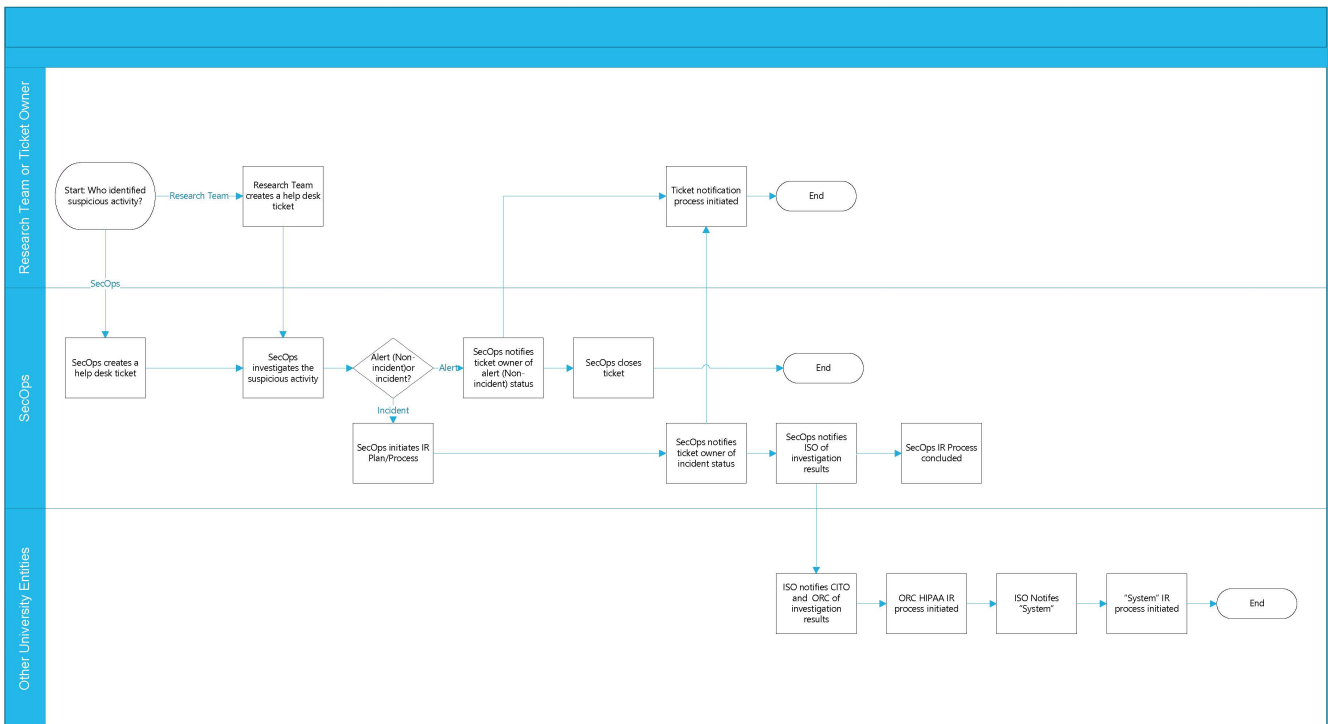 Research Team or Ticket Owner
Start: Who identified
suspicious activity?
Research Team
Research Team
creates a help desk
ticket
Ticket notification
process initiated
End
SecOps
SecOps
SecOps creates a
help desk ticket
SecOps
investigates the
suspicious activity
Alert (Non-
incident)or
incident?
Alert
SecOps notifies
ticket owner of
alert (Non-
incident) status
SecOps closes
ticket
End
Incident
SecOps initiates IR
Plan/Process
SecOps notifies
ticket owner of
incident status
SecOps notifies
ISO of
investigation
results
SecOps IR Process
concluded
Other University Entities
ISO notifies CITO
and ORC of
investigation
results
ORC HIPAA IR
process initiated
ISO Notifes
“System”
“System” IR
process initiated
End